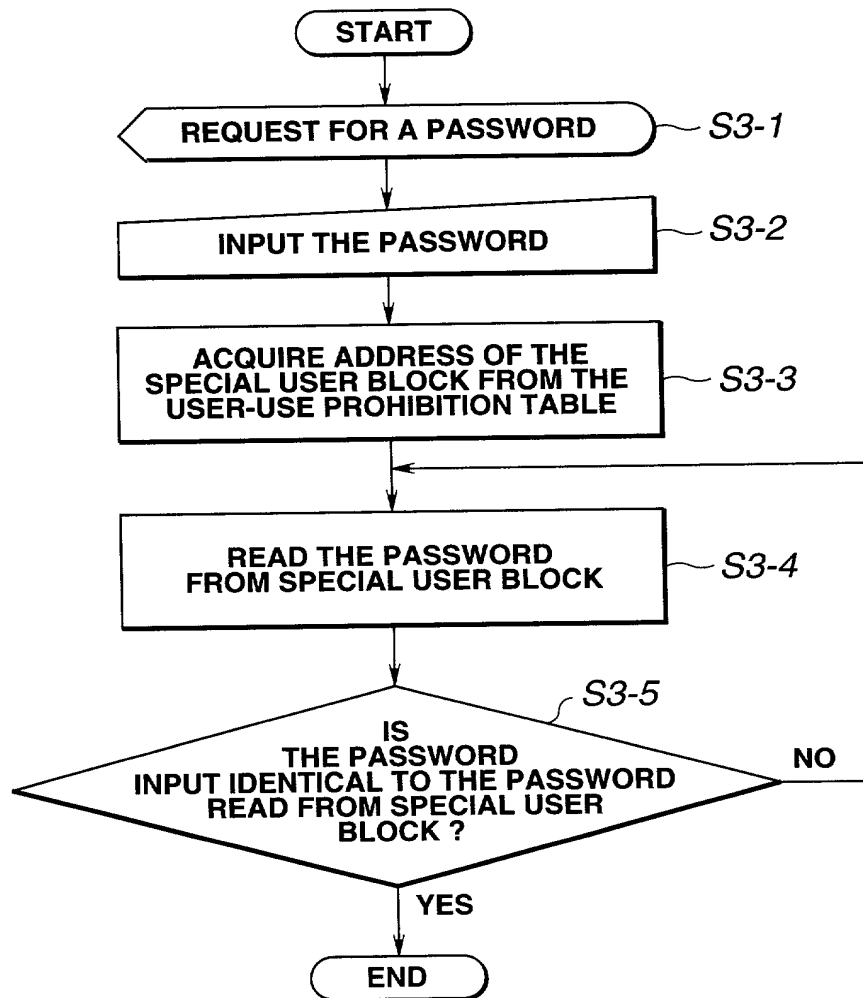 START
REQUEST FOR A PASSWORD
S3-1
INPUT THE PASSWORD
S3-2
ACQUIRE ADDRESS OF THE
SPECIAL USER BLOCK FROM THE
USER-USE PROHIBITION TABLE
S3-3
READ THE PASSWORD
FROM SPECIAL USER BLOCK
S3-4
S3-5
IS
THE PASSWORD
INPUT IDENTICAL TO THE PASSWORD
READ FROM SPECIAL USER
BLOCK ?
NO
YES
END